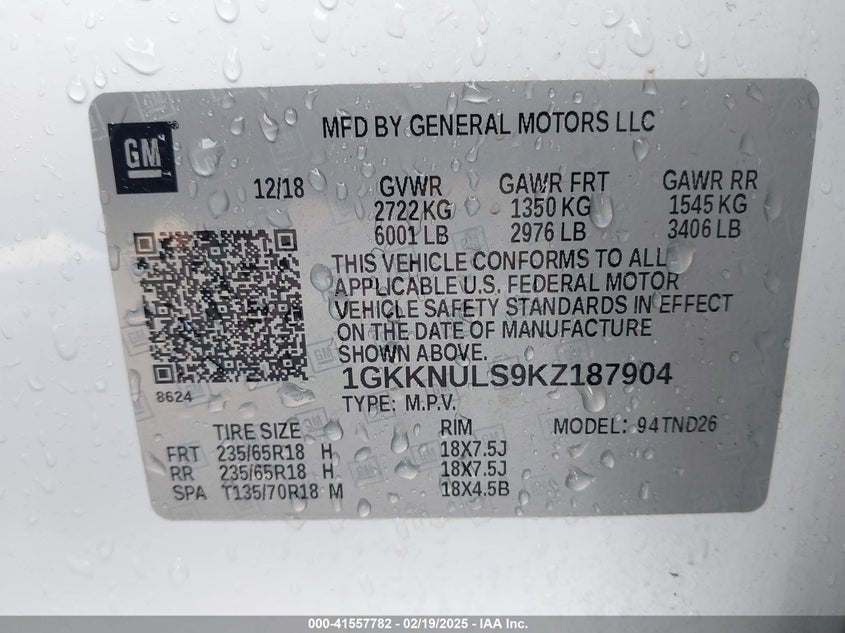 GM
MFD BY GENERAL MOTORS LLC
12/18 GVWR GAWR FRT GAWR RR
2722 KG 1350 KG 1545 KG
6001 LB 2976 LB 3406 LB
THIS VEHICLE CONFORMS TO ALL
APPLICABLE U.S. FEDERAL MOTOR
VEHICLE SAFETY STANDARDS IN EFFECT
ON THE DATE OF MANUFACTURE
SHOWN ABOVE.
1GKKNULS9KZ187904
8624
TYPE: M.P.V.
TIRE SIZE RIM MODEL: 94TND26
FRT 235/65R18 H 18X7.5J
RR 235/65R18 H 18X7.5J
SPA T135/70R18 M 18X4.5B
000-41557782 - 02/19/2025 - IAA Inc.